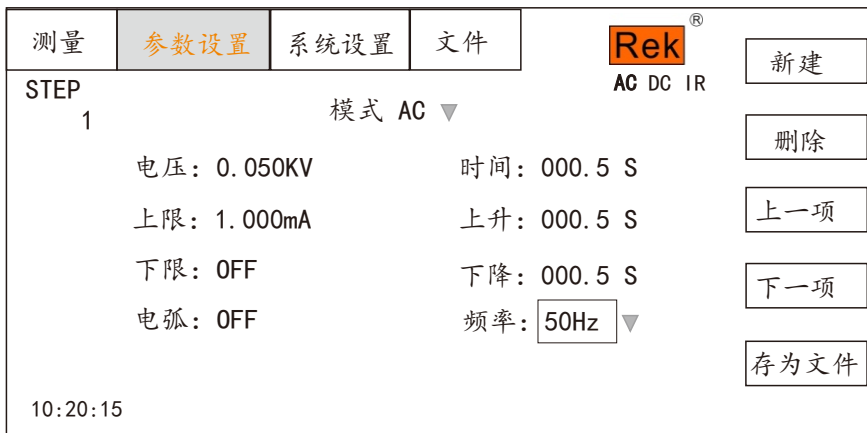 测量 参数设置 系统设置 文件
Rek®
AC DC IR
STEP
1
模式 AC
电压: 0.050KV
时间: 000.5 S
上限: 1.000mA
上升: 000.5 S
下限: OFF
下降: 000.5 S
电弧: OFF
频率: 50Hz
10:20:15
新建
删除
上一项
下一项
存为文件